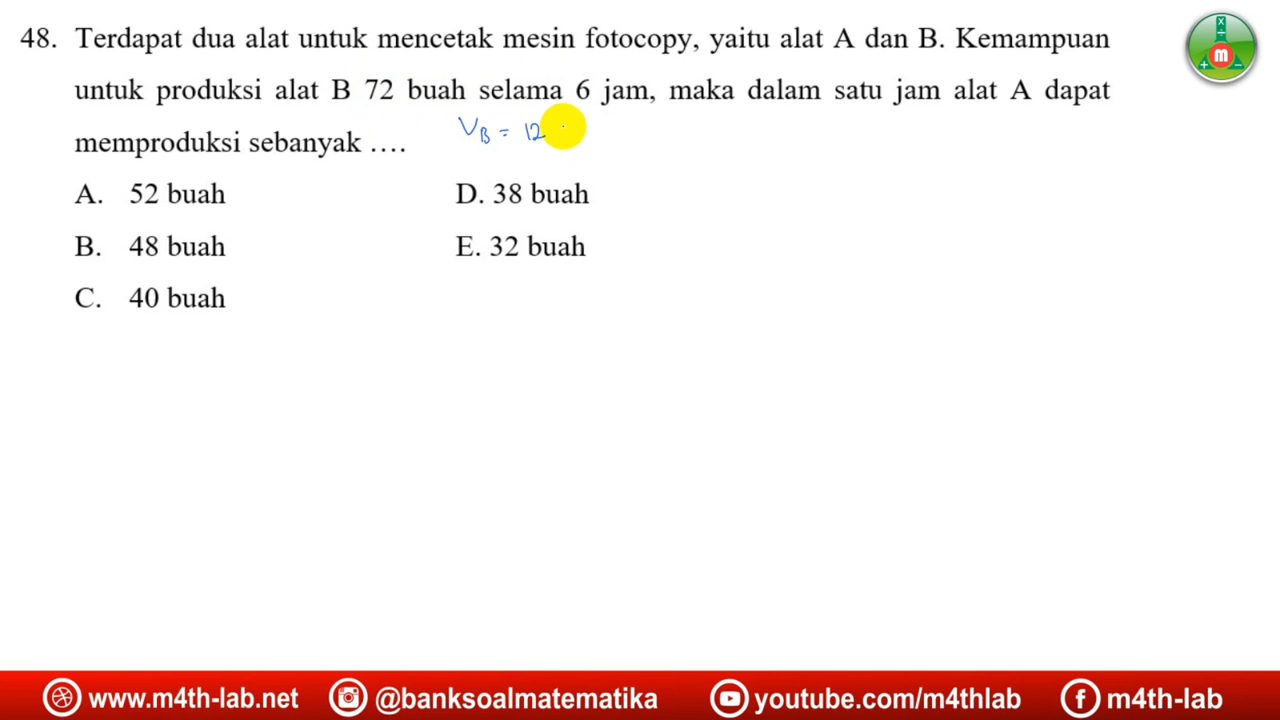 48. Terdapat dua alat untuk mencetak mesin fotocopy, yaitu alat A dan B. Kemampuan
untuk produksi alat B 72 buah selama 6 jam, maka dalam satu jam alat A dapat
memproduksi sebanyak ....
V_B = 12
A. 52 buah
D. 38 buah
B. 48 buah
E. 32 buah
C. 40 buah
m
www.m4th-lab.net @banksoalmatematika youtube.com/m4thlab m4th-lab